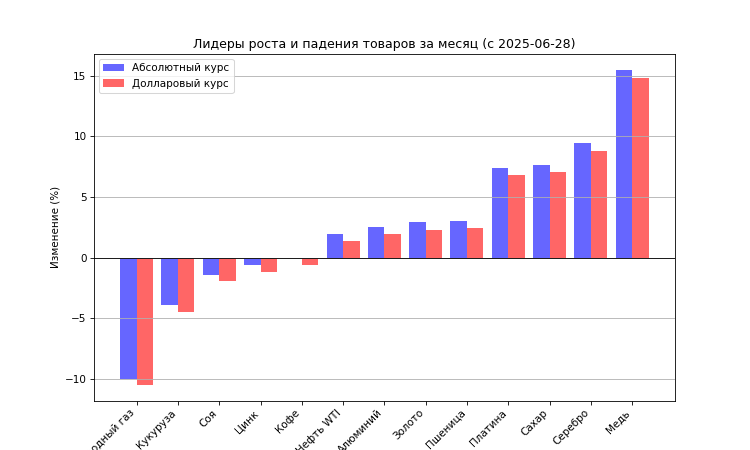 Лидеры роста и падения товаров за месяц (с 2025-06-28)
Абсолютный курс
Долларовый курс
Изменение (%)
15
10
5
0
−5
−10
газ
Кукуруза
Соя
Цинк
Кофе
Нефть WTI
Алюминий
Золото
Пшеница
Платина
Сахар
Серебро
Медь